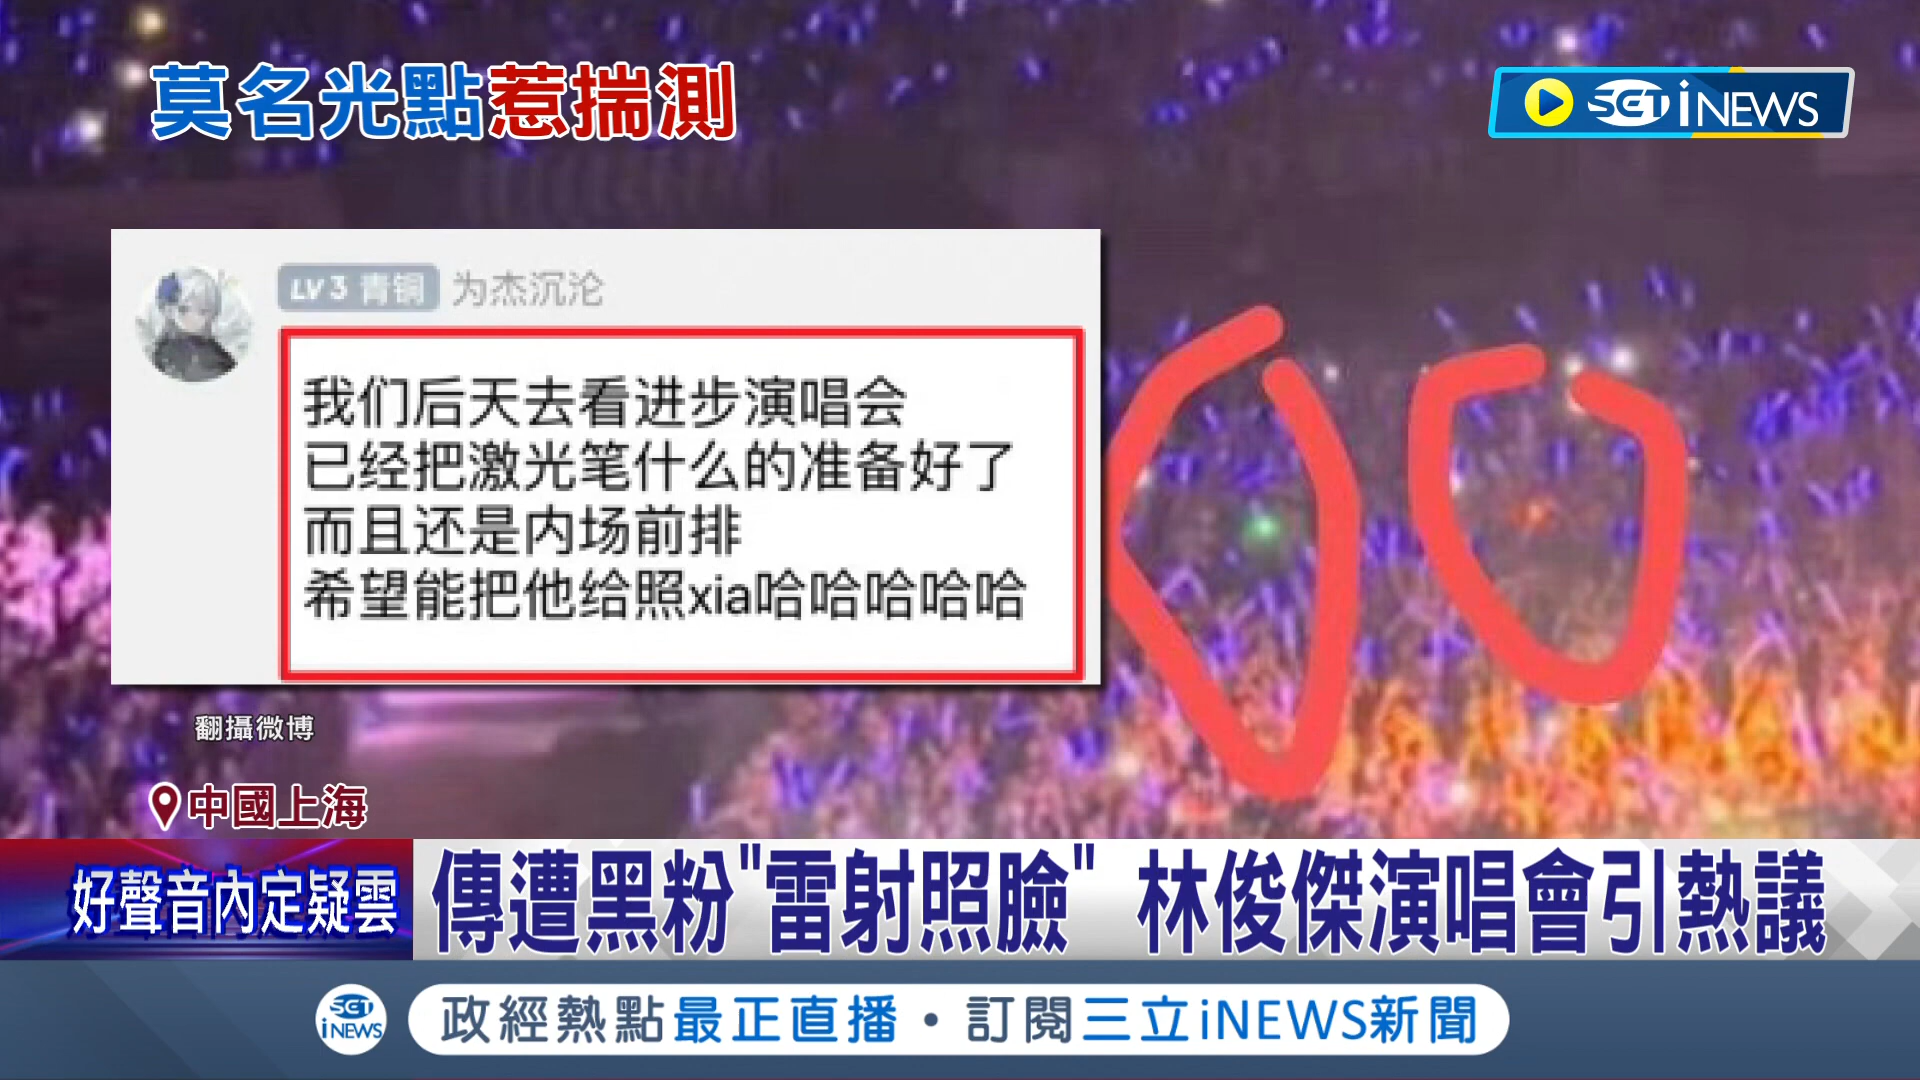 莫名光點惹揣測
SET iNEWS
LV 3 青铜 为杰沉沦
我们后天去看进步演唱会
已经把激光笔什么的准备好了
而且还是内场前排
希望能把他给照xia哈哈哈哈哈
翻攝微博
中國上海
好聲音內定疑雲
傳遭黑粉"雷射照臉" 林俊傑演唱會引熱議
SET iNEWS
政經熱點最正直播・訂閱三立iNEWS新聞